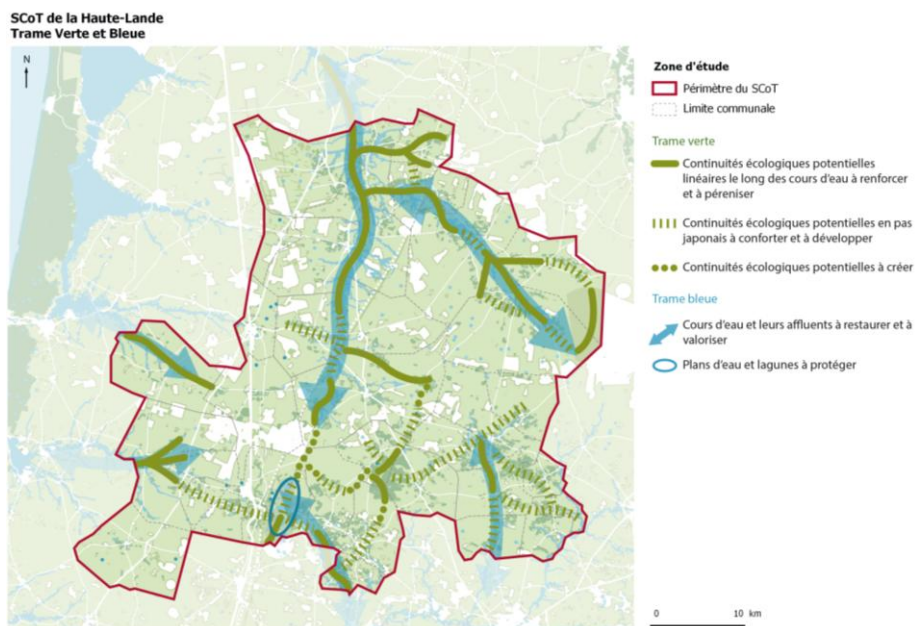 SCoT de la Haute-Lande
Trame Verte et Bleue
N
Zone d'étude
Périmètre du SCoT
Limite communale
Trame verte
Continuités écologiques potentielles
linéaires le long des cours d'eau à renforcer
et à péreniser
Continuités écologiques potentielles en pas
japonais à conforter et à développer
Continuités écologiques potentielles à créer
Trame bleue
Cours d'eau et leurs affluents à restaurer et à
valoriser
Plans d'eau et lagunes à protéger
0 10 km